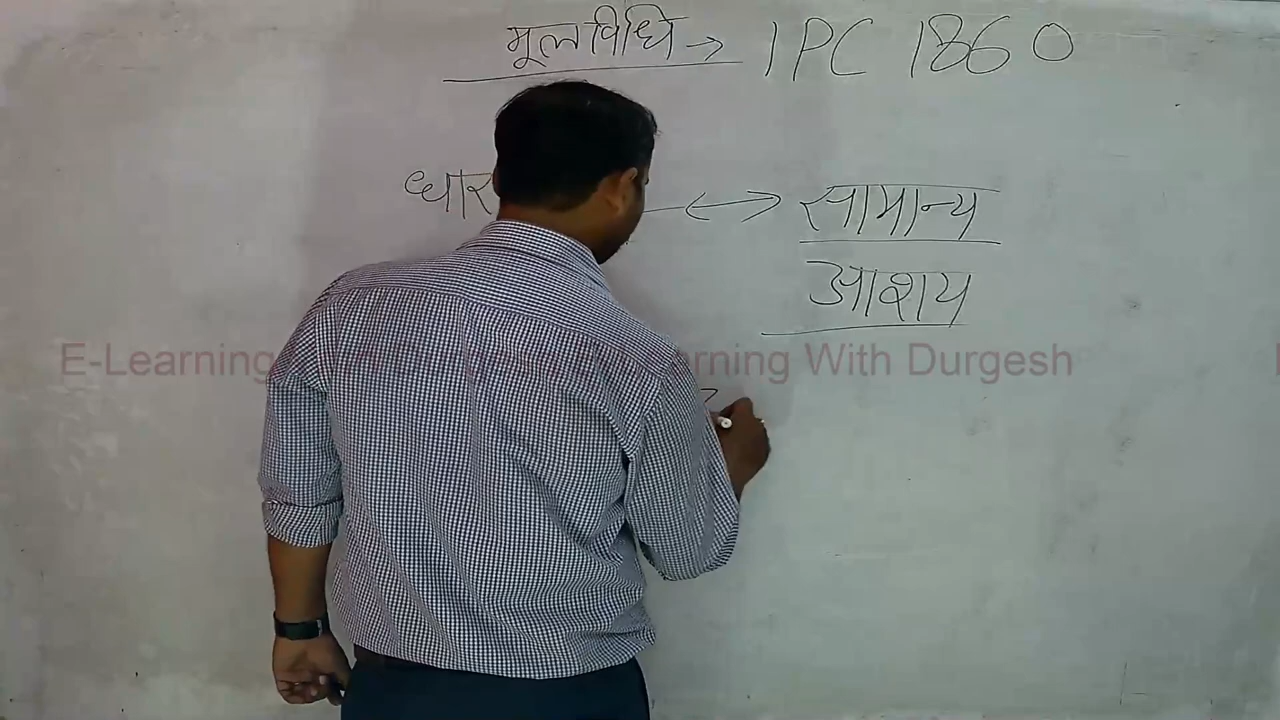 मूलविधि → IPC 1860
धार ↔ सामान्य
आशय
E-Learning With Durgesh